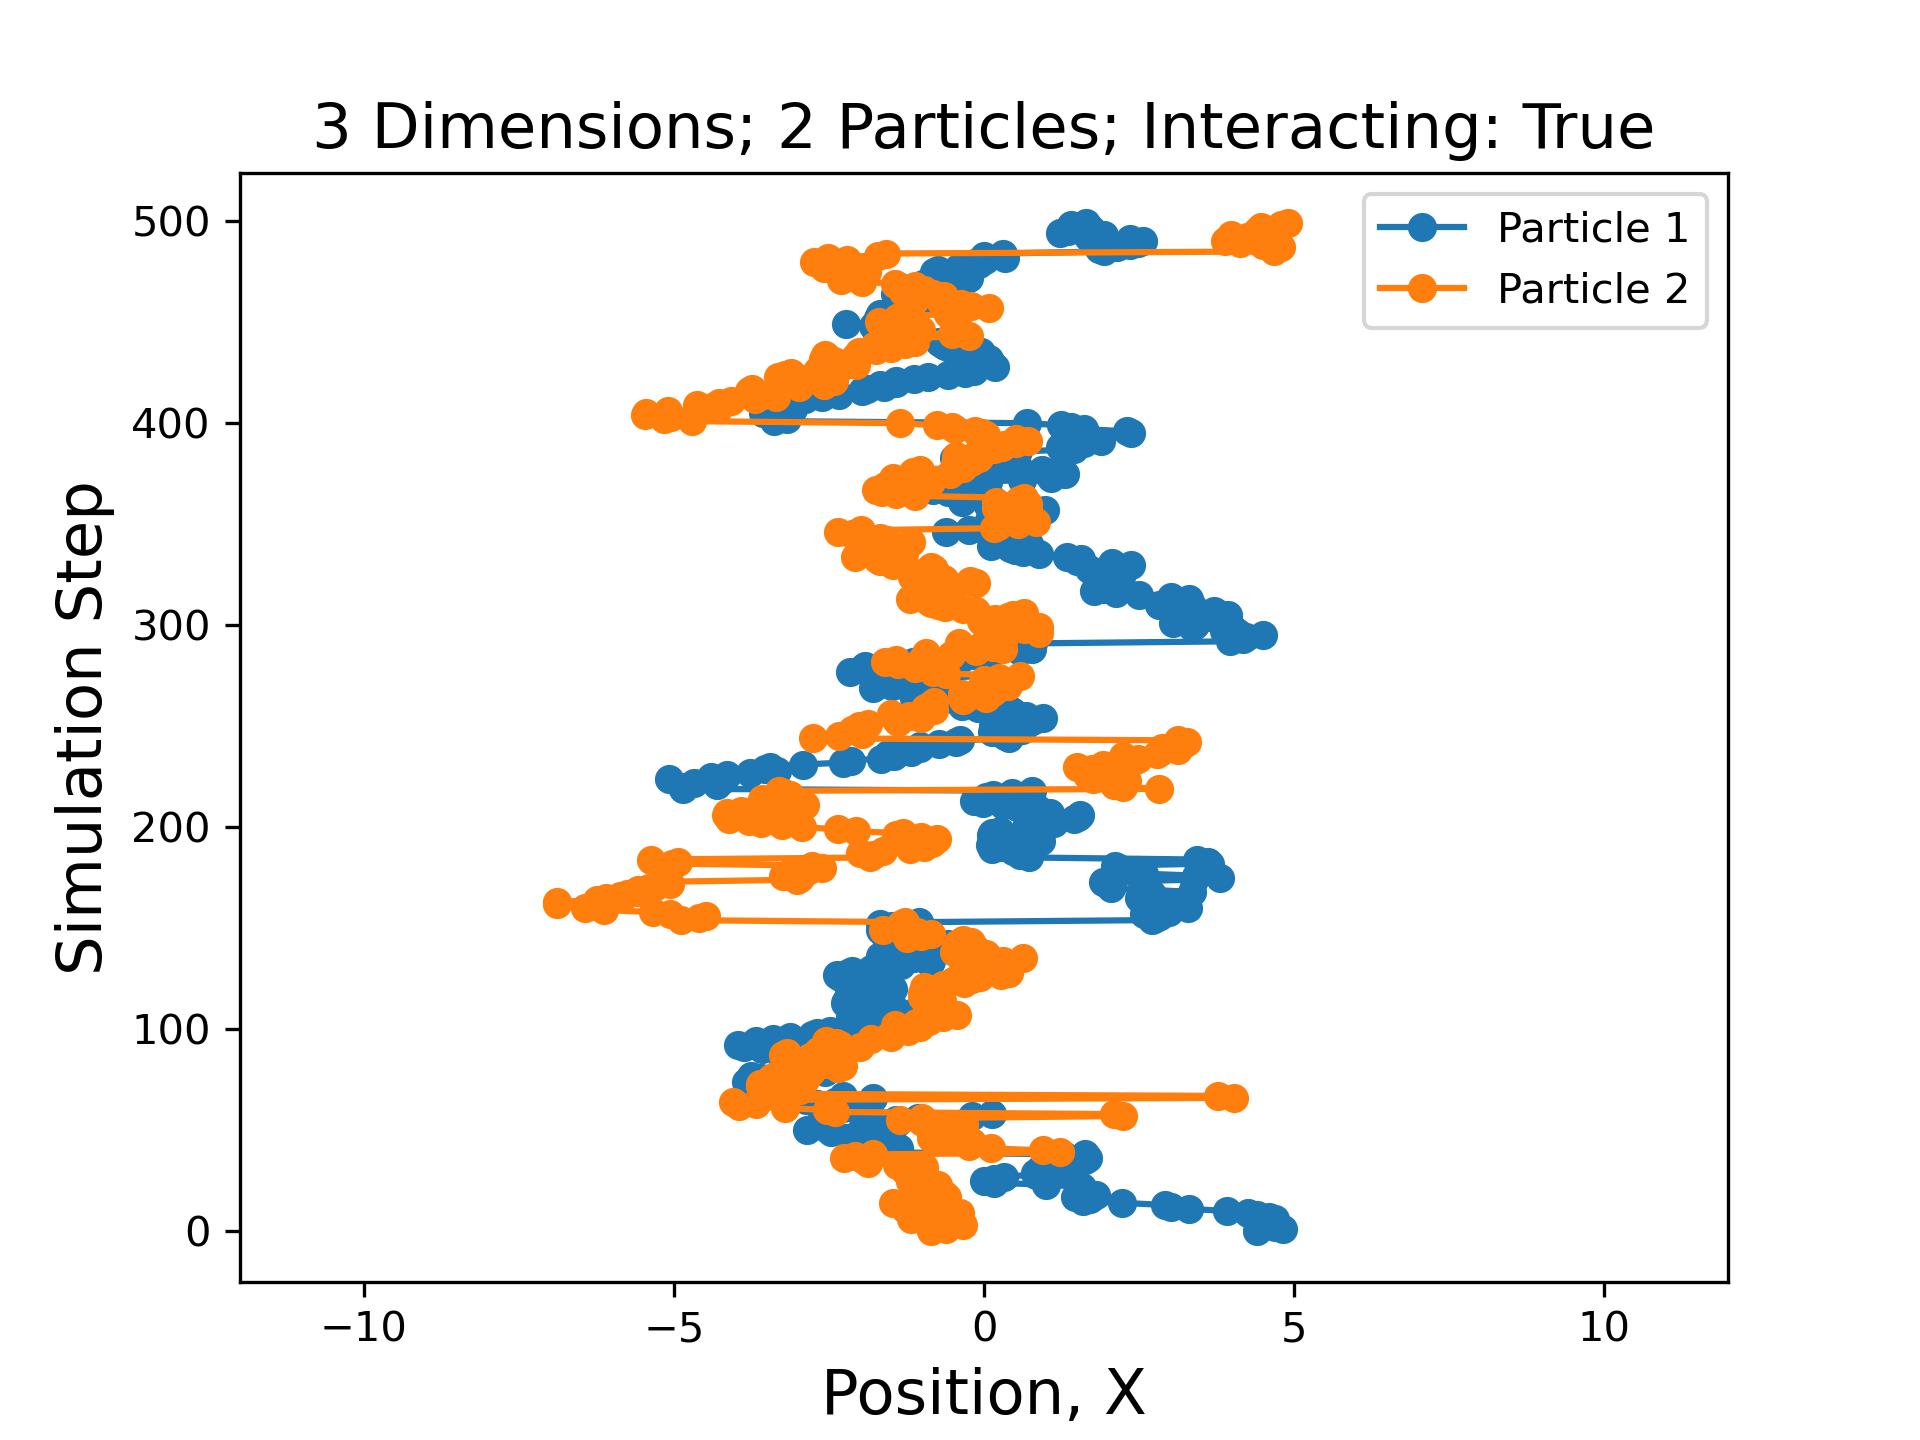 3 Dimensions; 2 Particles; Interacting: True
Particle 1
Particle 2
500
400
300
200
100
0
Simulation Step
−10
−5
0
5
10
Position, X